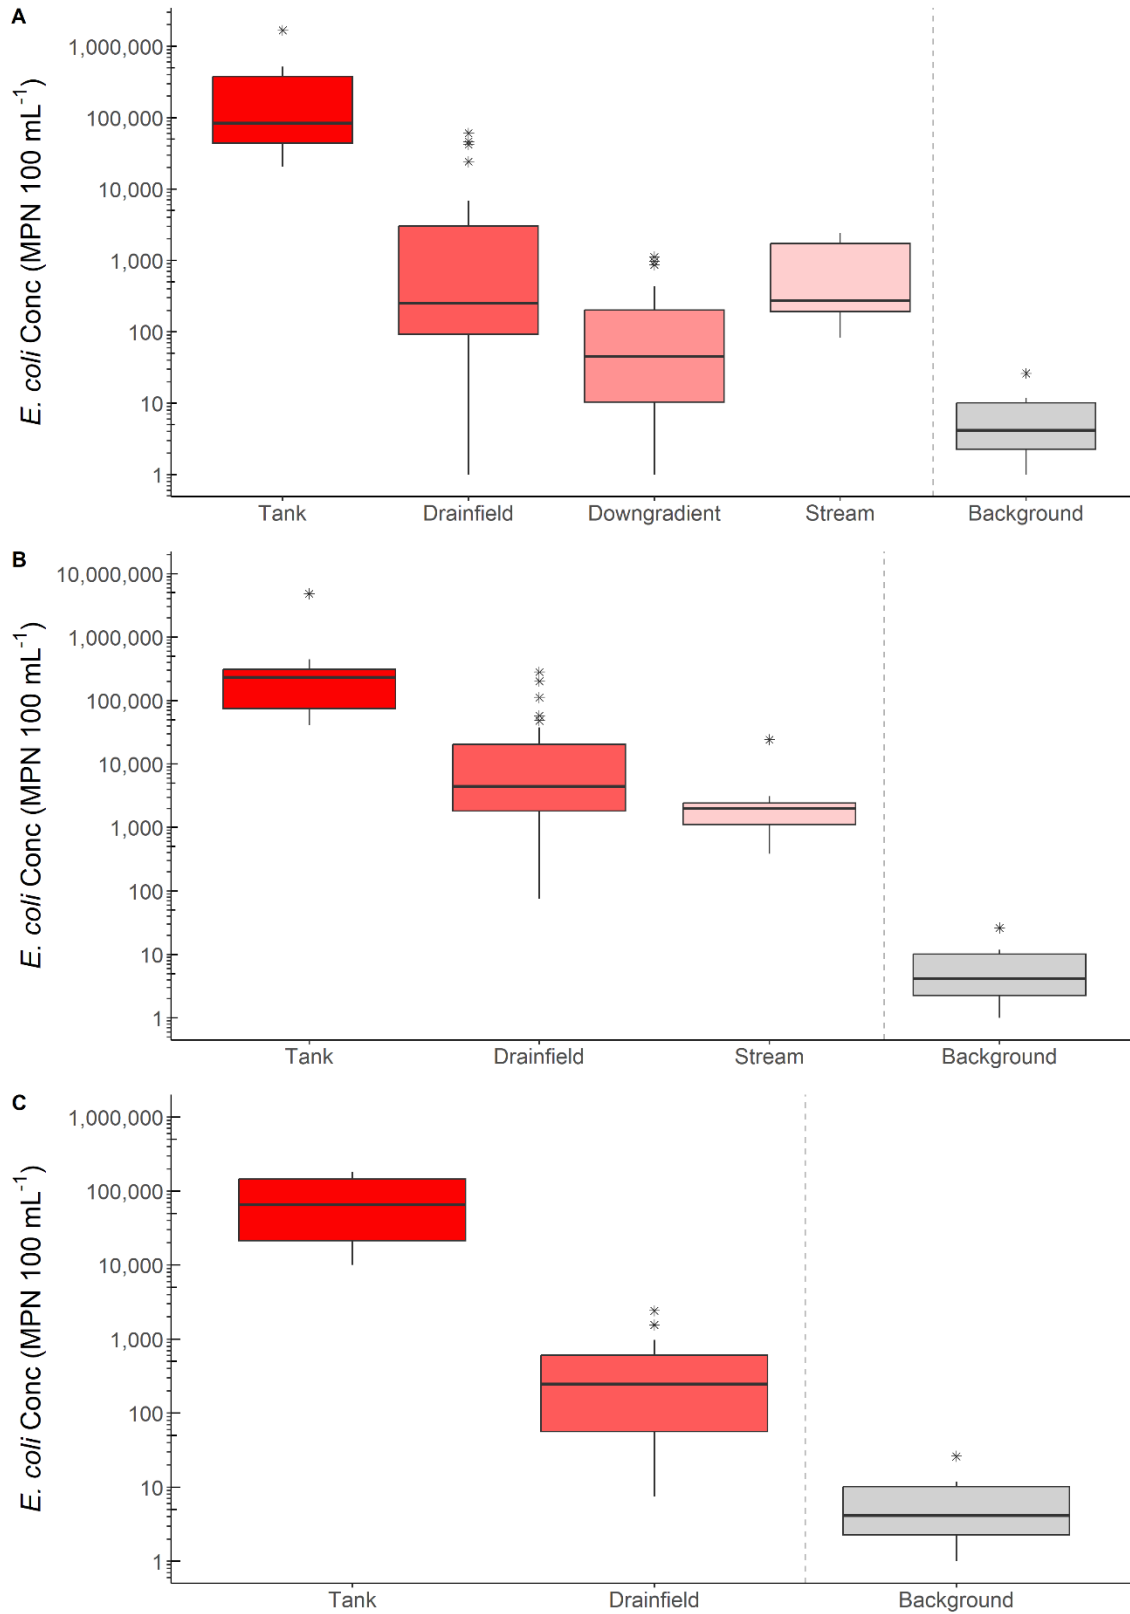 A
E. coli Conc (MPN 100 mL-1)
1,000,000
100,000
10,000
1,000
100
10
1
Tank Drainfield Downgradient Stream Background
B
E. coli Conc (MPN 100 mL-1)
10,000,000
1,000,000
100,000
10,000
1,000
100
10
1
Tank Drainfield Stream Background
C
E. coli Conc (MPN 100 mL-1)
1,000,000
100,000
10,000
1,000
100
10
1
Tank Drainfield Background